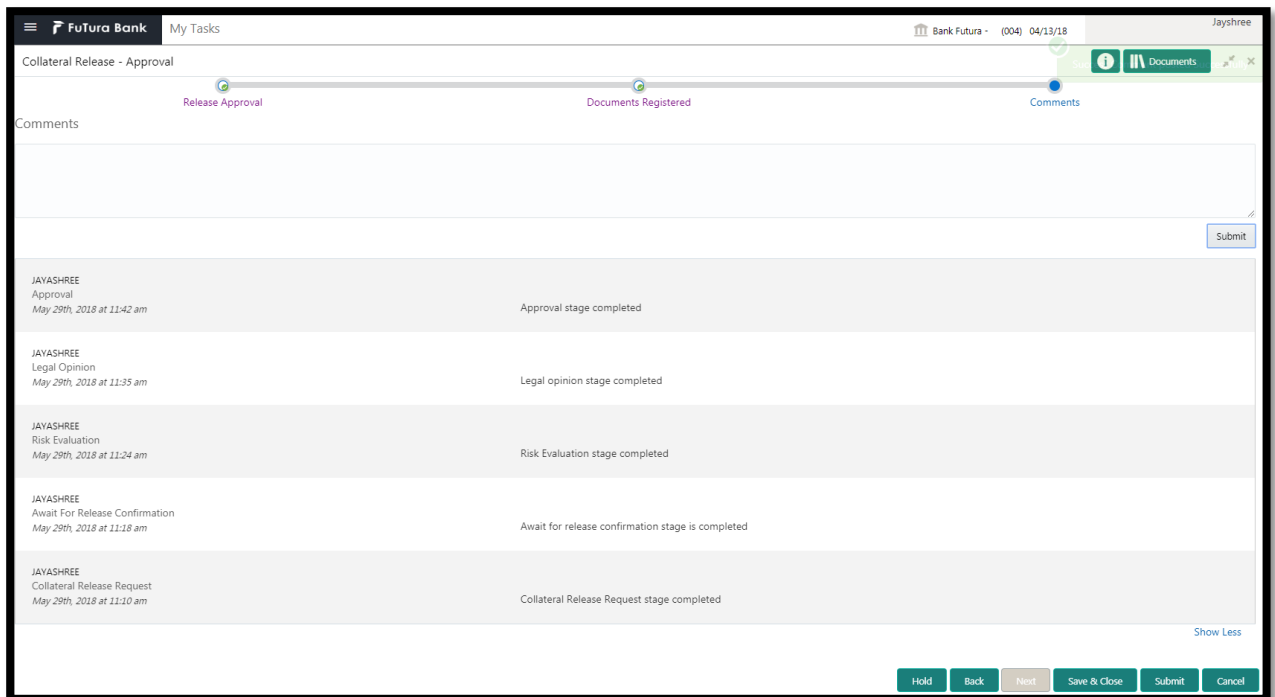 FuTura Bank
My Tasks
Bank Futura - (004) 04/13/18
Jayshree
Collateral Release - Approval
Documents
Release Approval
Documents Registered
Comments
Comments
Submit
JAYASHREE
Approval
May 29th, 2018 at 11:42 am
Approval stage completed
JAYASHREE
Legal Opinion
May 29th, 2018 at 11:35 am
Legal opinion stage completed
JAYASHREE
Risk Evaluation
May 29th, 2018 at 11:24 am
Risk Evaluation stage completed
JAYASHREE
Await For Release Confirmation
May 29th, 2018 at 11:18 am
Await for release confirmation stage is completed
JAYASHREE
Collateral Release Request
May 29th, 2018 at 11:10 am
Collateral Release Request stage completed
Show Less
Hold
Back
Next
Save & Close
Submit
Cancel